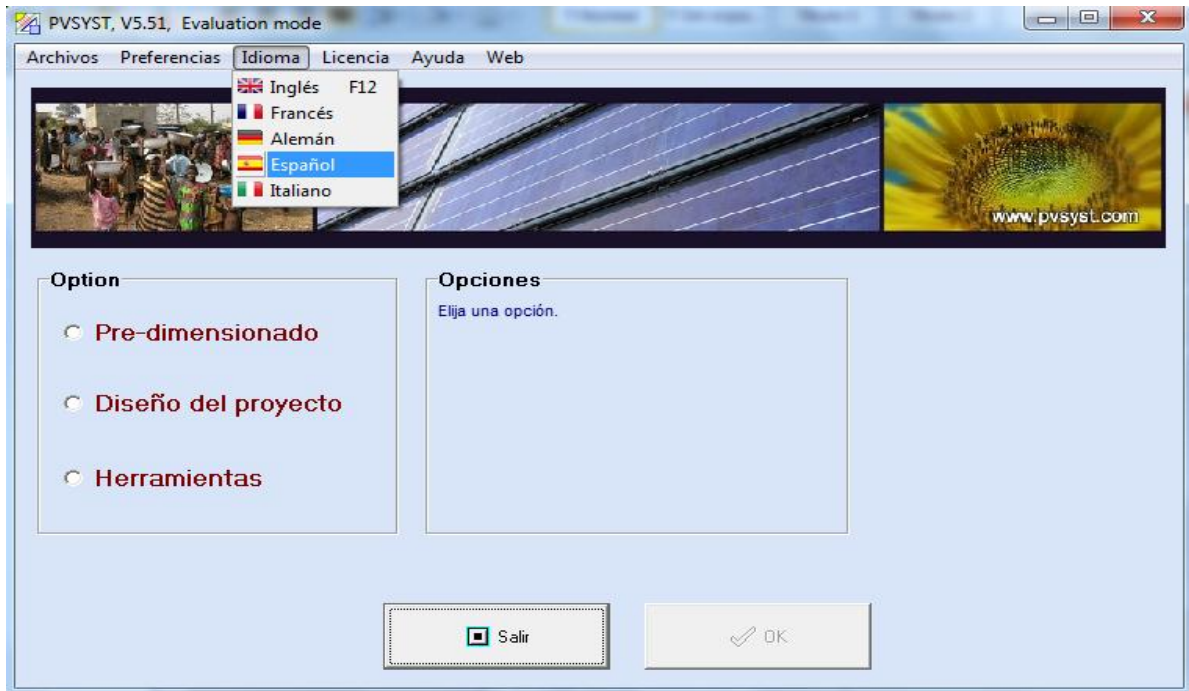 PVSYST, V5.51, Evaluation mode
Archivos Preferencias Idioma Licencia Ayuda Web
Inglés F12
Francés
Alemán
Español
Italiano
www.pvsyst.com
Option
Pre-dimensionado
Diseño del proyecto
Herramientas
Opciones
Elija una opción.
Salir
OK